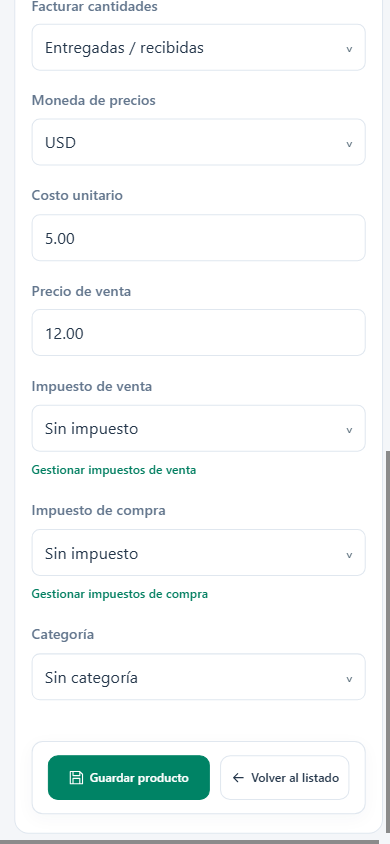 Facturar cantidades
Entregadas / recibidas
Moneda de precios
USD
Costo unitario
5.00
Precio de venta
12.00
Impuesto de venta
Sin impuesto
Gestionar impuestos de venta
Impuesto de compra
Sin impuesto
Gestionar impuestos de compra
Categoría
Sin categoría
Guardar producto
← Volver al listado